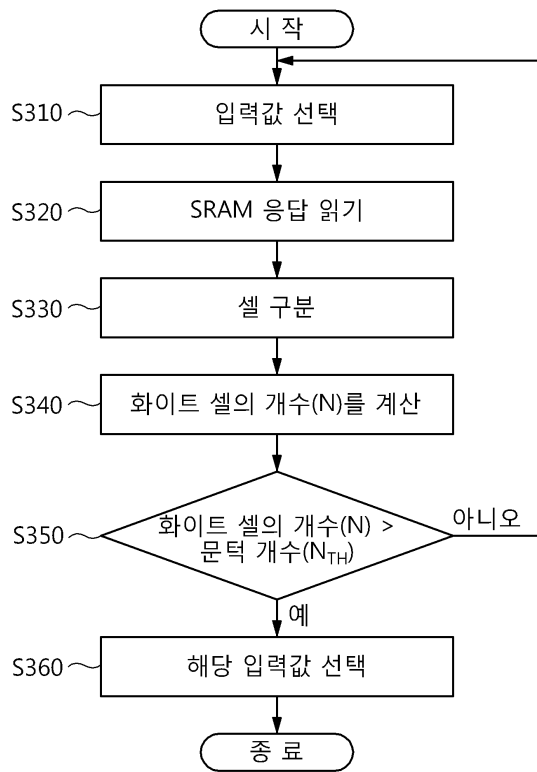 시 작
S310
입력값 선택
S320
SRAM 응답 읽기
S330
셀 구분
S340
화이트 셀의 개수(N)를 계산
S350
화이트 셀의 개수(N) >
문턱 개수(N_TH)
아니오
예
S360
해당 입력값 선택
종 료